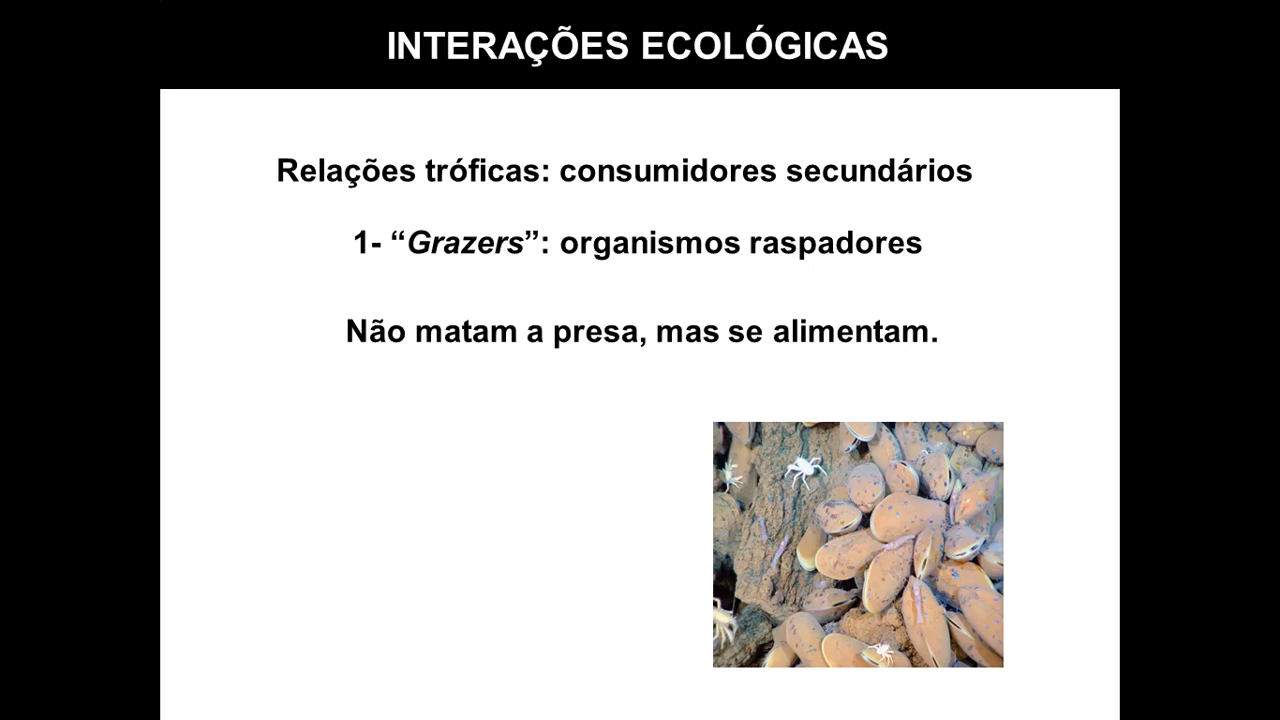 INTERAÇÕES ECOLÓGICAS
Relações tróficas: consumidores secundários
1- “Grazers”: organismos raspadores
Não matam a presa, mas se alimentam.